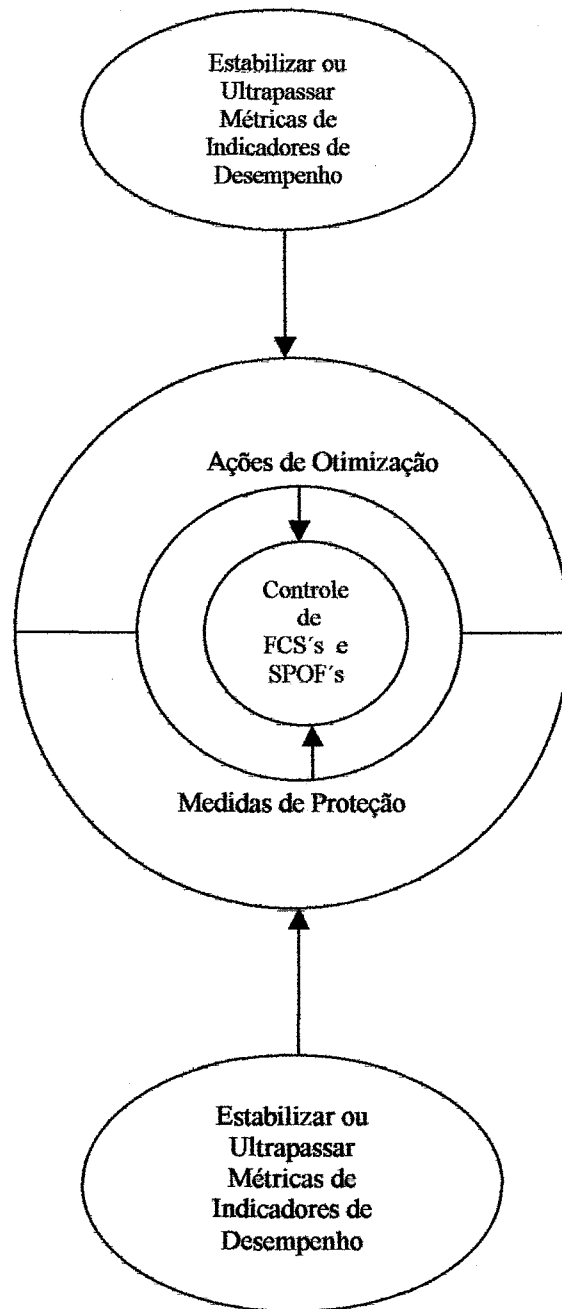 Estabilizar ou
Ultrapassar
Métricas de
Indicadores de
Desempenho
Ações de Otimização
Controle
de
FCS´s e
SPOF´s
Medidas de Proteção
Estabilizar ou
Ultrapassar
Métricas de
Indicadores de
Desempenho